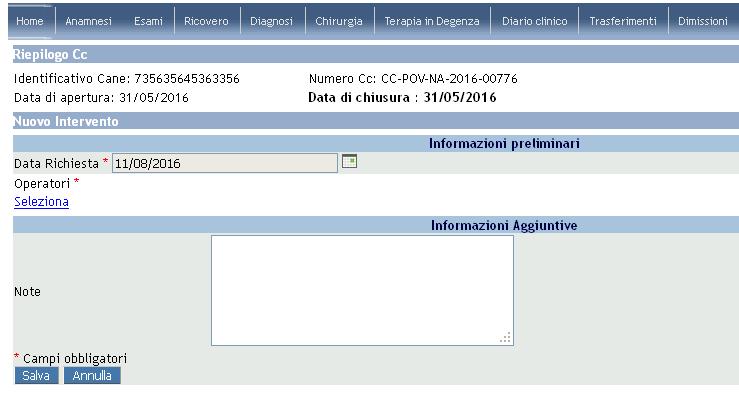 Home Anamnesi Esami Ricovero Diagnosi Chirurgia Terapia in Degenza Diario clinico Trasferimenti Dimissioni
Riepilogo Cc
Identificativo Cane: 735635645363356 Numero Cc: CC-POV-NA-2016-00776
Data di apertura: 31/05/2016 Data di chiusura : 31/05/2016
Nuovo Intervento
Informazioni preliminari
Data Richiesta * 11/08/2016
Operatori *
Seleziona
Informazioni Aggiuntive
Note
* Campi obbligatori
Salva Annulla